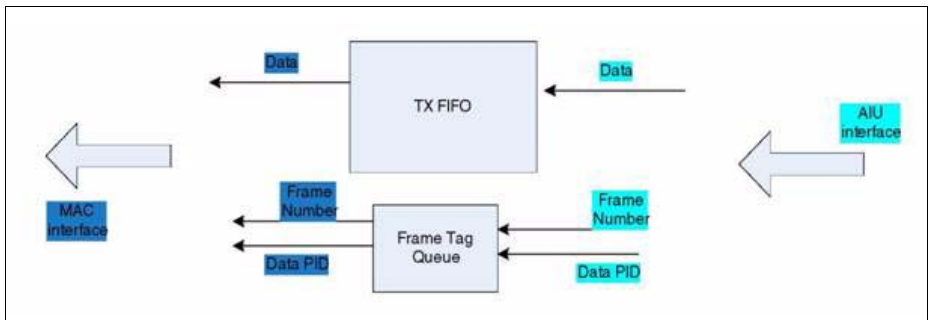 Data
Data
TX FIFO
AIU
interface
MAC
interface
Frame
Number
Frame
Number
Frame Tag
Queue
Data PID
Data PID